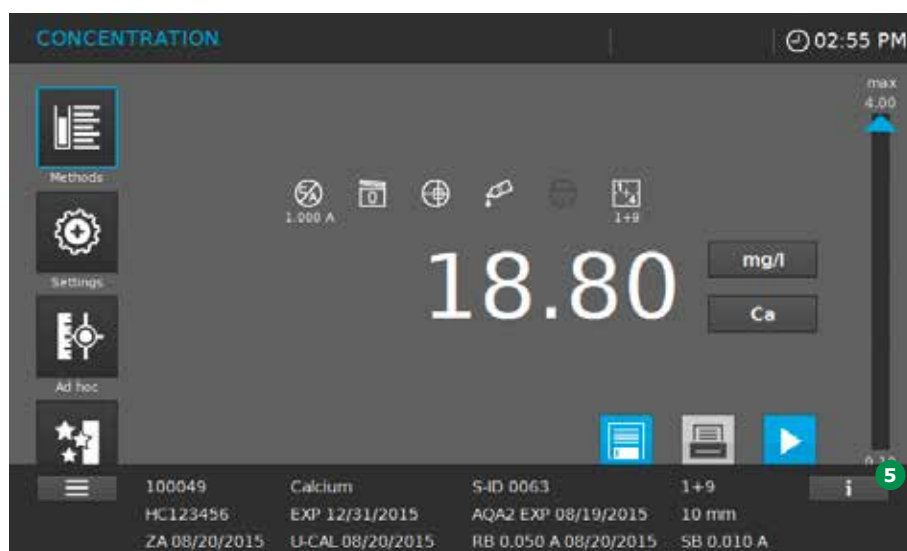 CONCENTRATION
02:55 PM
max
4.00
Methods
1.000 A
0
1+9
Settings
18.80
mg/l
Ca
Ad hoc
0.10
5
100049 Calcium S-ID 0063 1+9 i
HC123456 EXP 12/31/2015 AQA2 EXP 08/19/2015 10 mm
ZA 08/20/2015 U-CAL 08/20/2015 RB 0.050 A 08/20/2015 SB 0.010 A